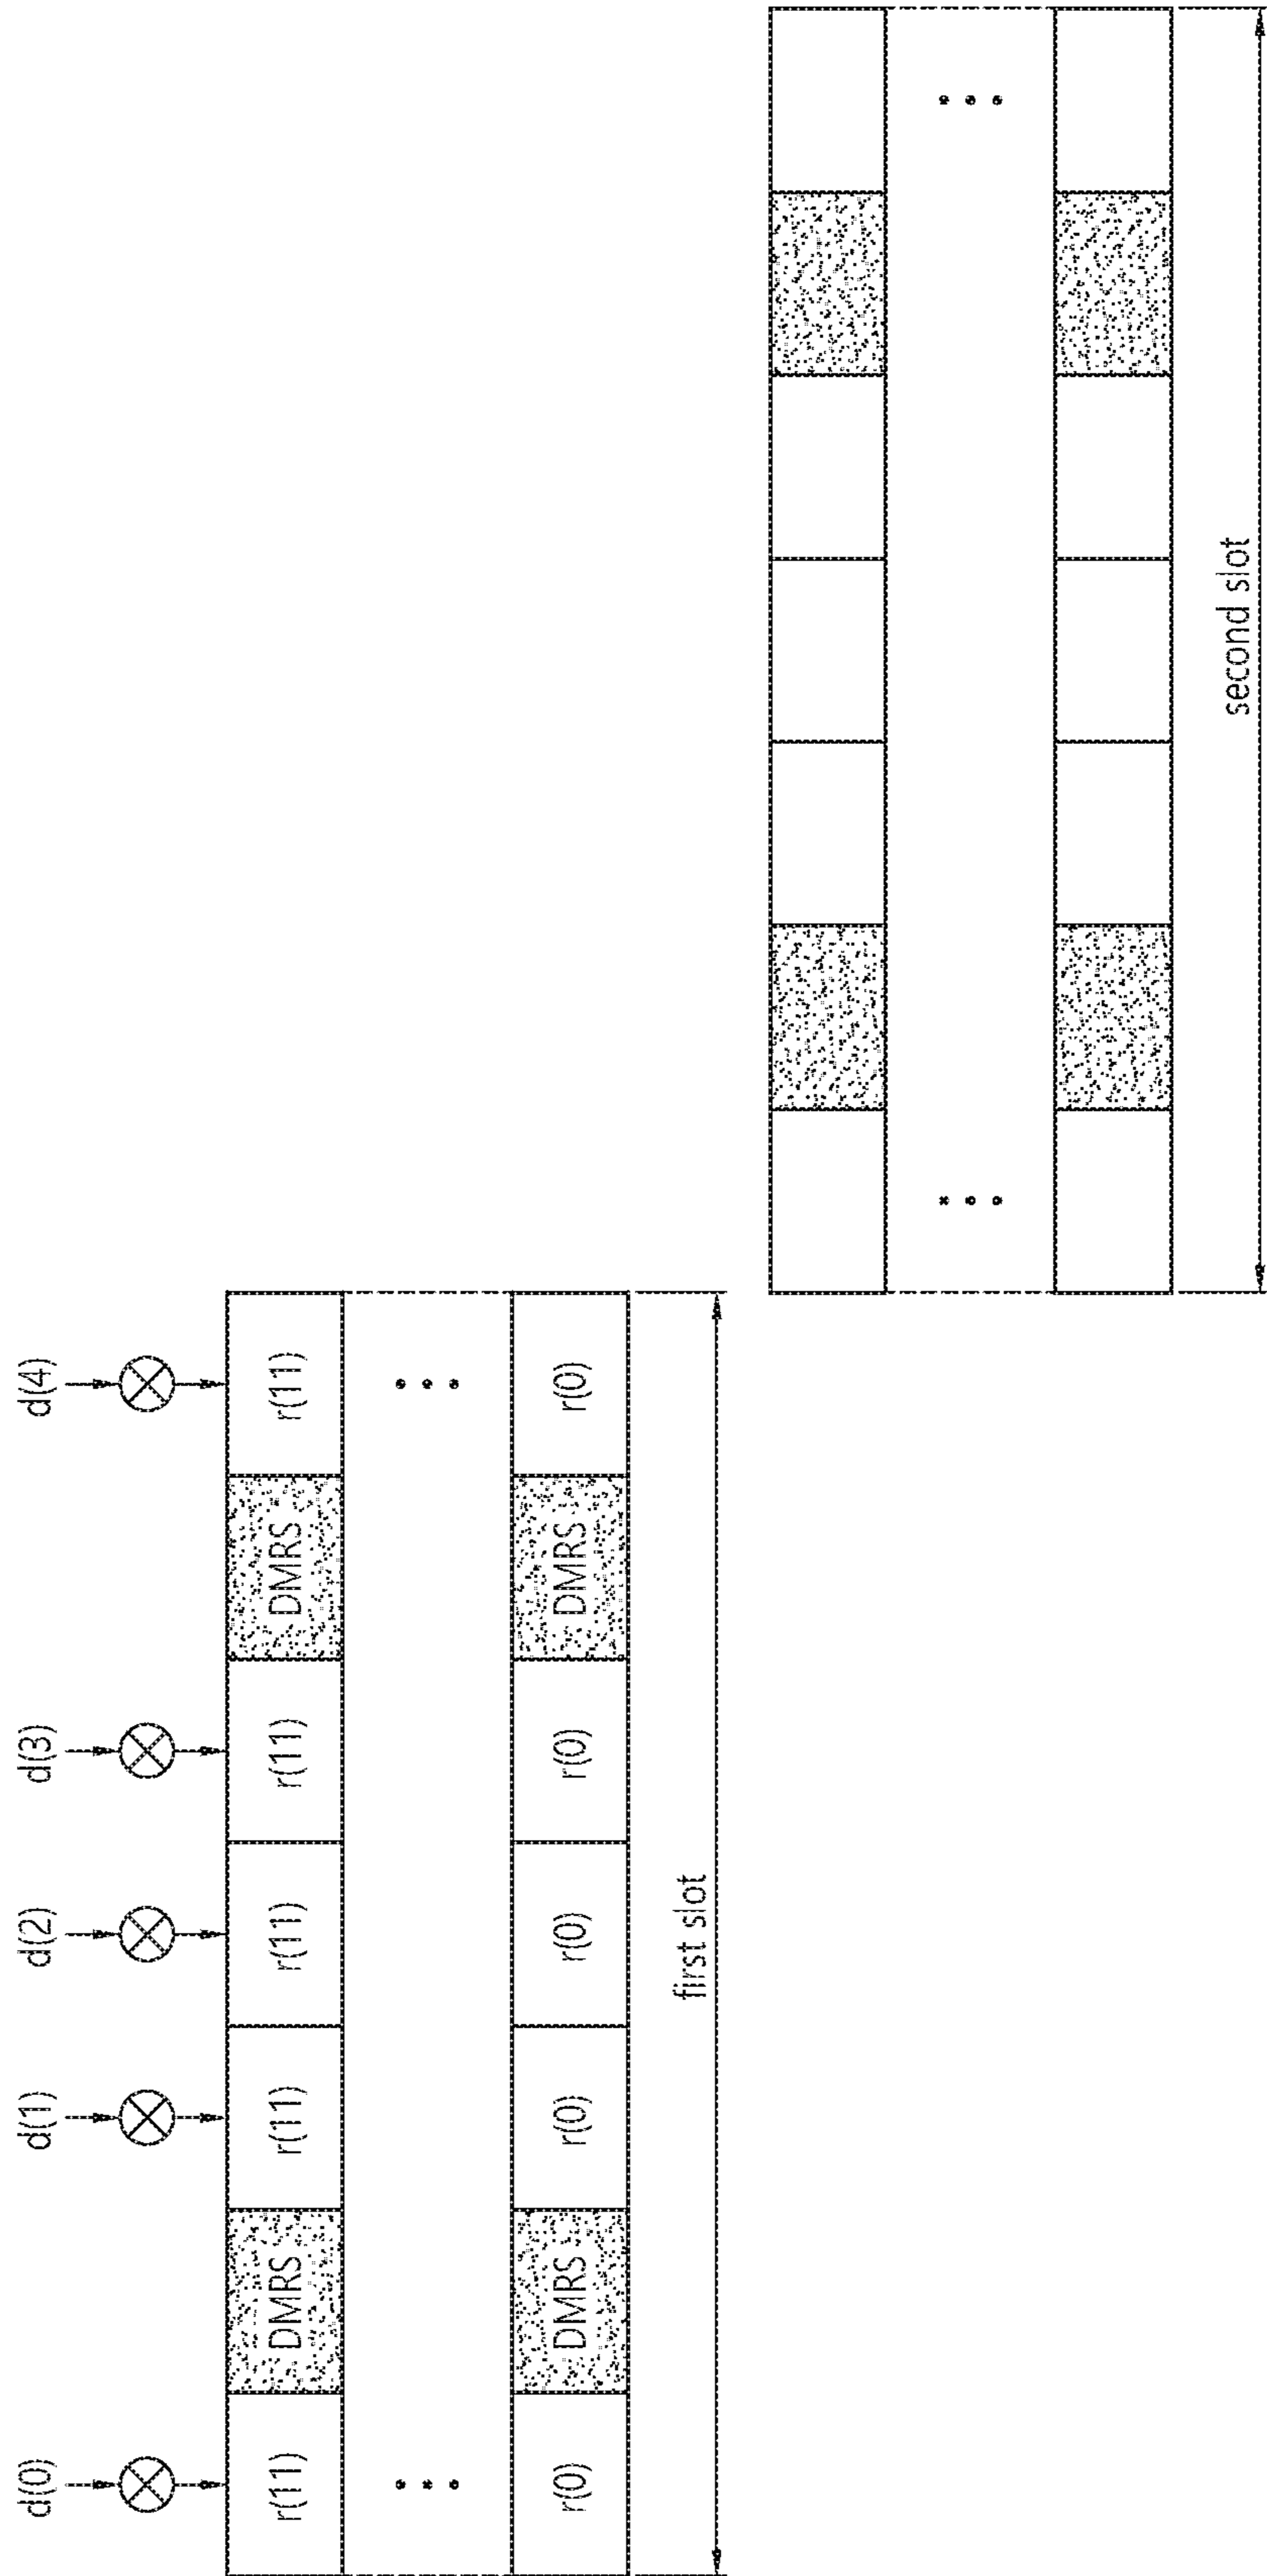 d(0) d(1) d(2) d(3) d(4)
r(11) DMRS r(11) r(11) r(11) DMRS r(11)
r(0) DMRS r(0) r(0) r(0) DMRS r(0)
first slot
second slot